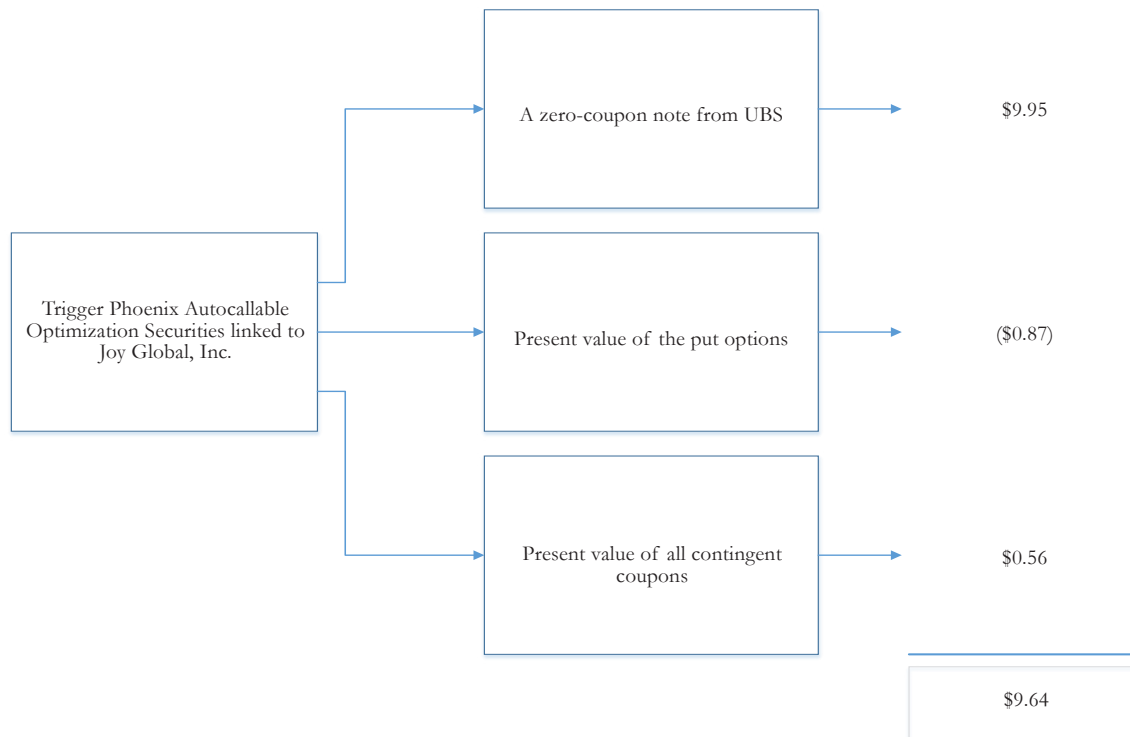 A zero-coupon note from UBS
$9.95
Trigger Phoenix Autocallable
Optimization Securities linked to
Joy Global, Inc.
Present value of the put options
($0.87)
Present value of all contingent
coupons
$0.56
$9.64